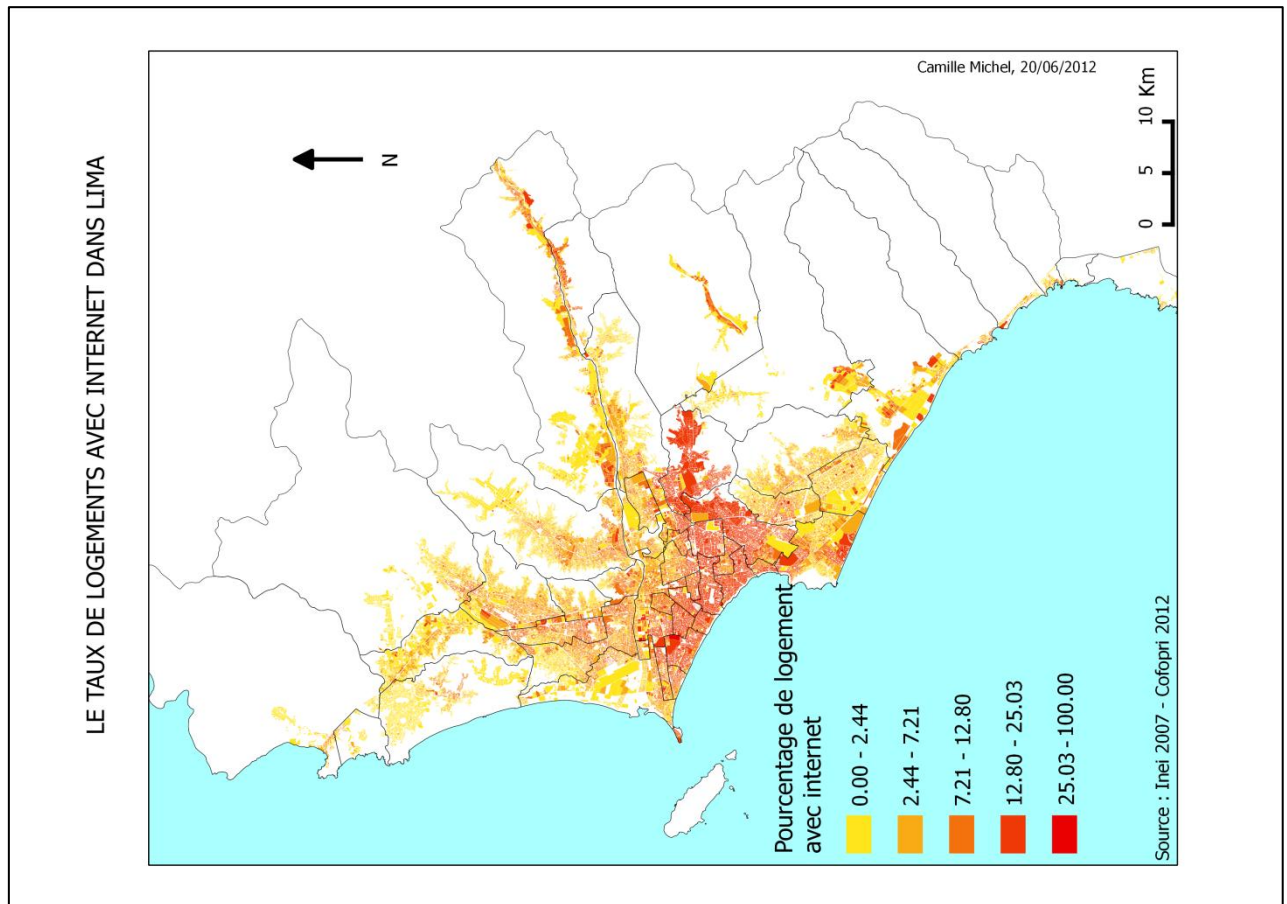 LE TAUX DE LOGEMENTS AVEC INTERNET DANS LIMA
Camille Michel, 20/06/2012
N
0 5 10 Km
Pourcentage de logement
avec internet
0.00 - 2.44
2.44 - 7.21
7.21 - 12.80
12.80 - 25.03
25.03 -100.00
Source : Inei 2007 - Cofopri 2012